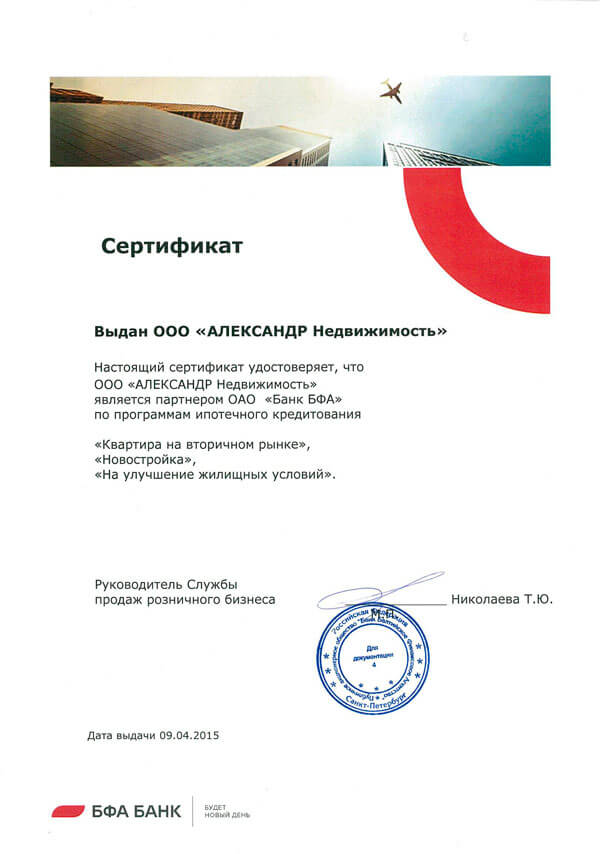 Сертификат
Выдан ООО «АЛЕКСАНДР Недвижимость»
Настоящий сертификат удостоверяет, что
ООО «АЛЕКСАНДР Недвижимость»
является партнером ОАО «Банк БФА»
по программам ипотечного кредитования
«Квартира на вторичном рынке»,
«Новостройка»,
«На улучшение жилищных условий».
Руководитель Службы
продаж розничного бизнеса
Николаева Т.Ю.
М.П.
Российская Федерация
Санкт-Петербург
Для
документации
4
Дата выдачи 09.04.2015
БФА БАНК
БУДЕТ
НОВЫЙ ДЕНЬ